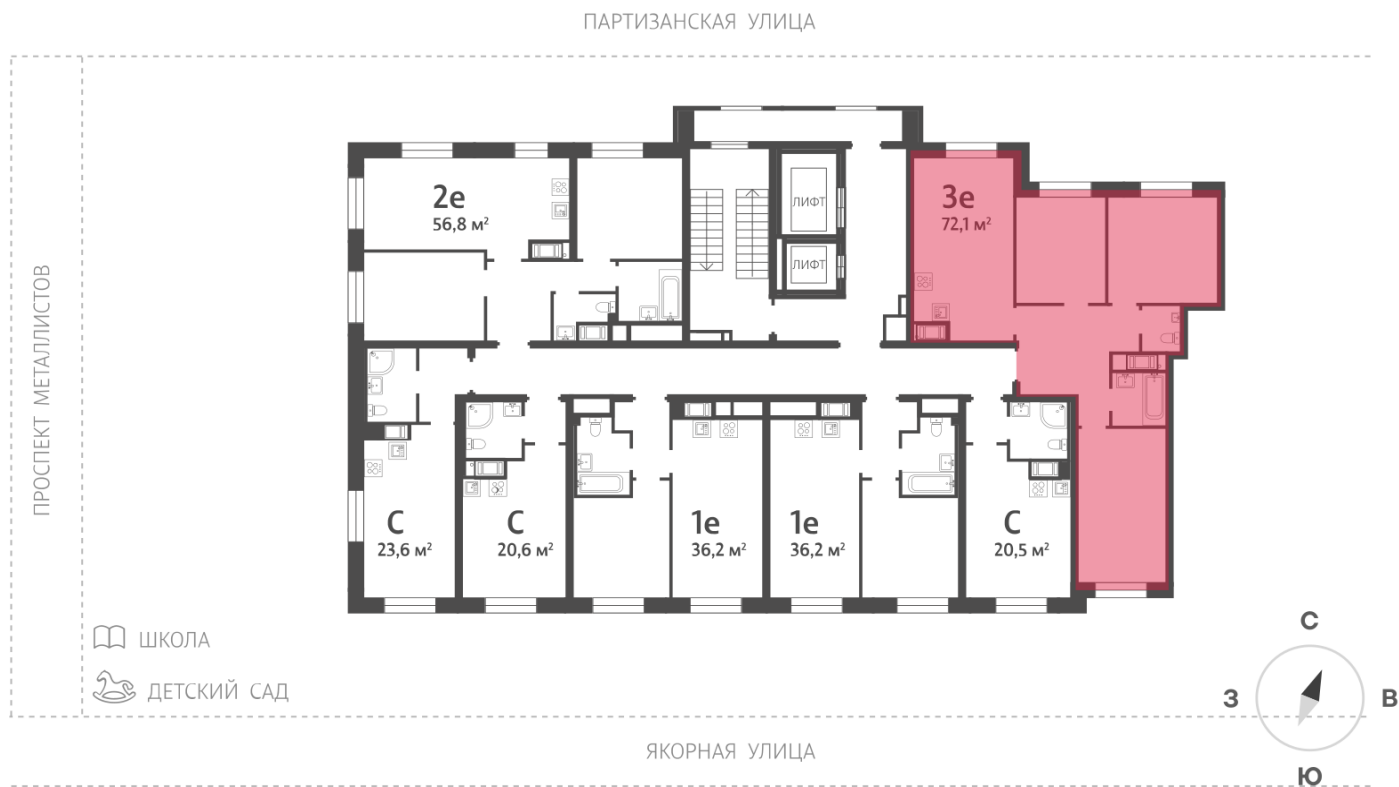 ПАРТИЗАНСКАЯ УЛИЦА
ПРОСПЕКТ МЕТАЛЛИСТОВ
2е
56,8 м²
ЛИФТ
ЛИФТ
3е
72,1 м²
С
23,6 м²
С
20,6 м²
1е
36,2 м²
1е
36,2 м²
С
20,5 м²
ШКОЛА
ДЕТСКИЙ САД
С
З
В
Ю
ЯКОРНАЯ УЛИЦА